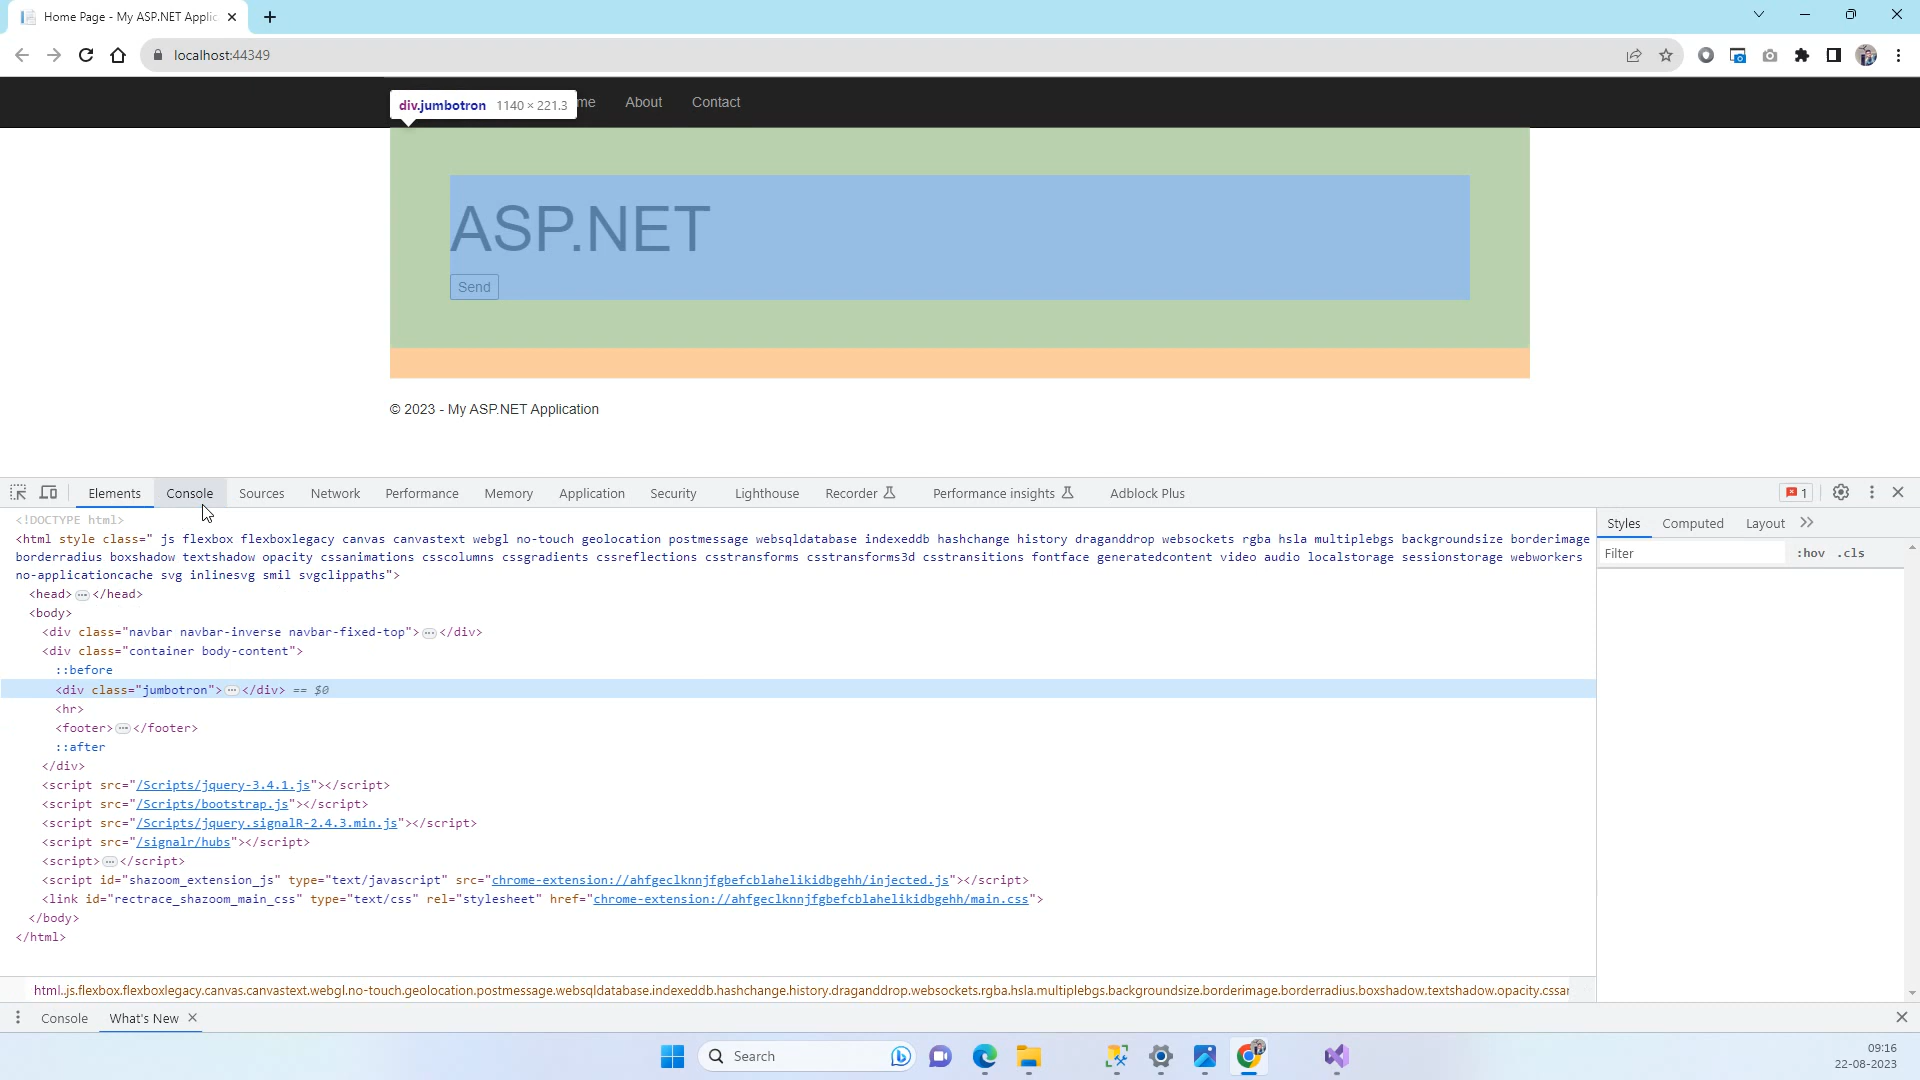 Home Page - My ASP.NET Applic
localhost:44349
div.jumbotron 1140 × 221.3
me About Contact
ASP.NET
Send
© 2023 - My ASP.NET Application
Elements Console Sources Network Performance Memory Application Security Lighthouse Recorder Performance insights Adblock Plus 1
<!DOCTYPE html>
<html style class=" js flexbox flexboxlegacy canvas canvastext webgl no-touch geolocation postmessage websqldatabase indexeddb hashchange history draganddrop websockets rgba hsla multiplebgs backgroundsize borderimage
borderradius boxshadow textshadow opacity cssanimations csscolumns cssgradients cssreflections csstransforms csstransforms3d csstransitions fontface generatedcontent video audio localstorage sessionstorage webworkers
no-applicationcache svg inlinesvg smil svgclippaths">
<head> … </head>
<body>
<div class="navbar navbar-inverse navbar-fixed-top"> … </div>
<div class="container body-content">
::before
<div class="jumbotron"> … </div> == $0
<hr>
<footer> … </footer>
::after
</div>
<script src="/Scripts/jquery-3.4.1.js"></script>
<script src="/Scripts/bootstrap.js"></script>
<script src="/Scripts/jquery.signalR-2.4.3.min.js"></script>
<script src="/signalr/hubs"></script>
<script> … </script>
<script id="shazoom_extension_js" type="text/javascript" src="chrome-extension://ahfgeclknnjfgbefcblahelikidbgehh/injected.js"></script>
<link id="rectrace_shazoom_main_css" type="text/css" rel="stylesheet" href="chrome-extension://ahfgeclknnjfgbefcblahelikidbgehh/main.css">
</body>
</html>
Styles Computed Layout
Filter :hov .cls
html..js.flexbox.flexboxlegacy.canvas.canvastext.webgl.no-touch.geolocation.postmessage.websqldatabase.indexeddb.hashchange.history.draganddrop.websockets.rgba.hsla.multiplebgs.backgroundsize.borderimage.borderradius.boxshadow.textshadow.opacity.cssar
Console What's New
Search
09:16
22-08-2023